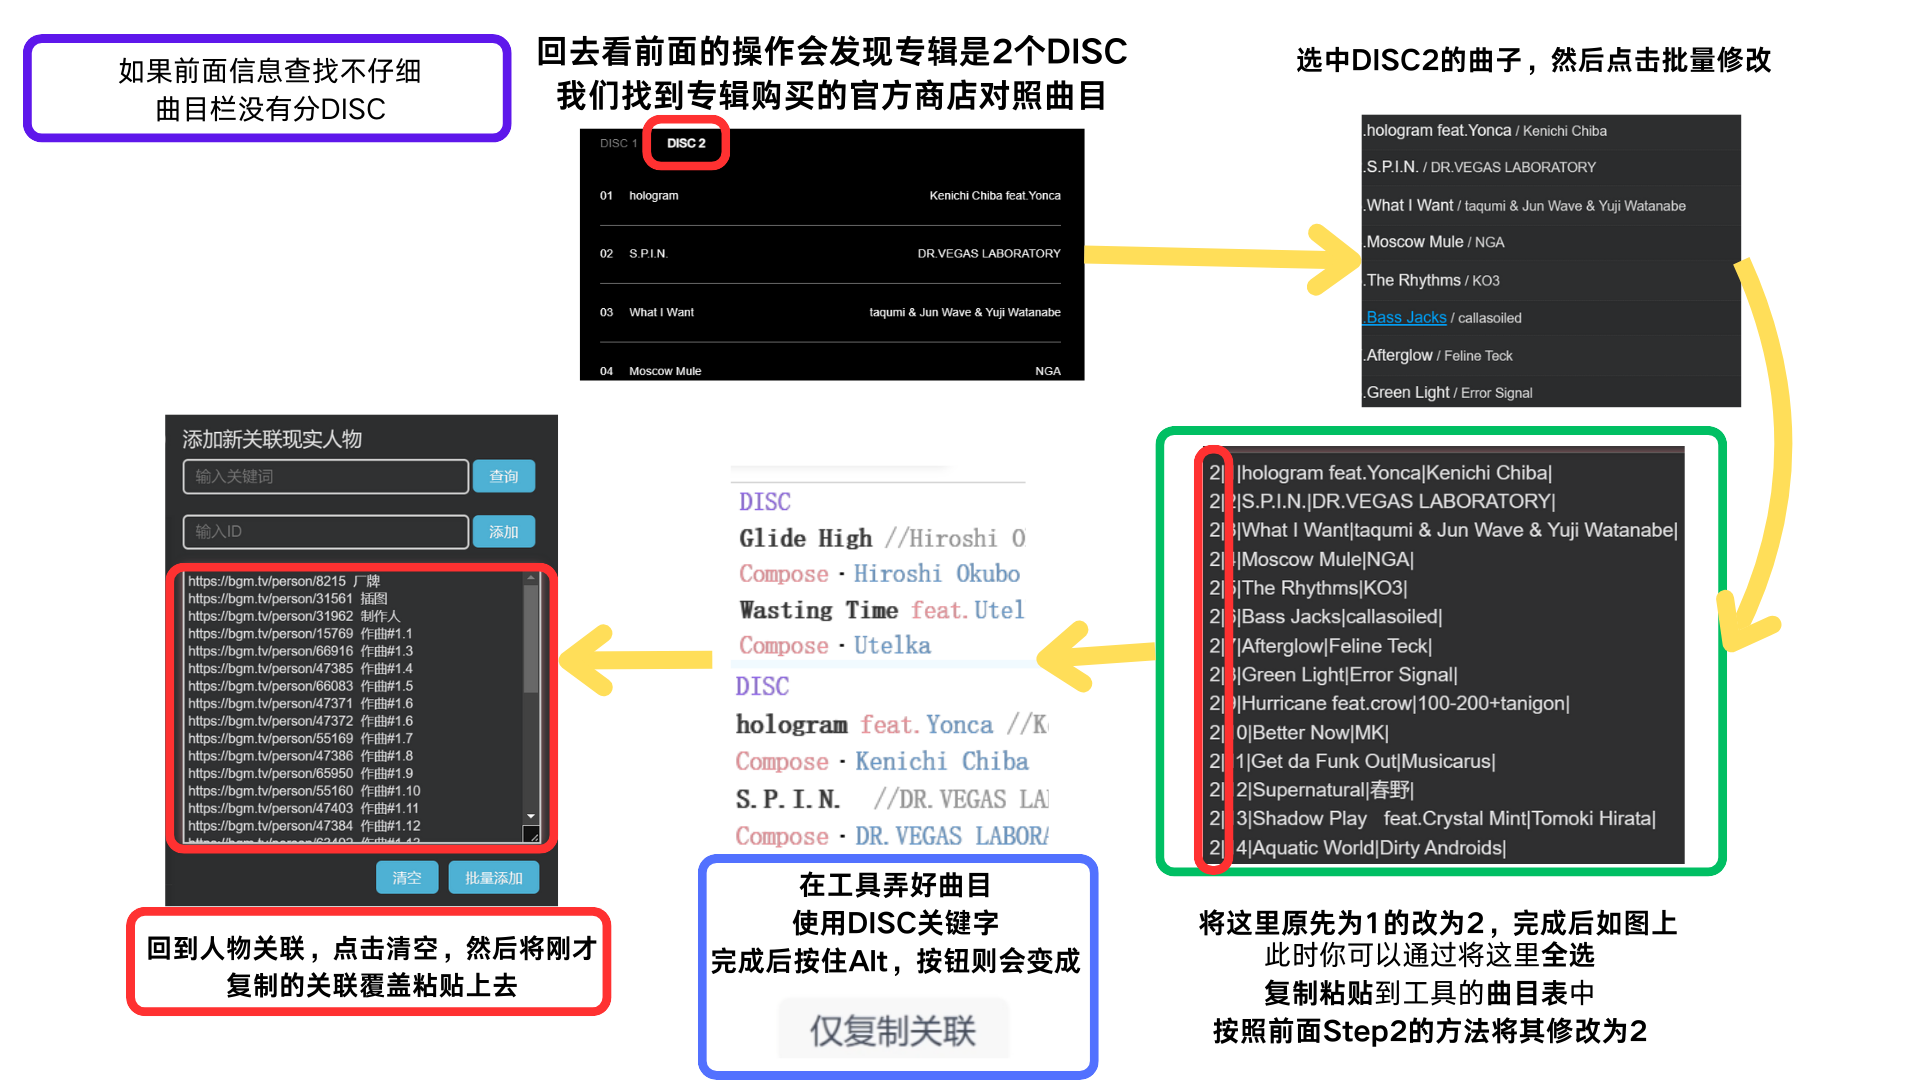 如果前面信息查找不仔细
曲目栏没有分DISC
回去看前面的操作会发现专辑是2个DISC
我们找到专辑购买的官方商店对照曲目
DISC 1 DISC 2
01 hologram Kenichi Chiba feat.Yonca
02 S.P.I.N. DR.VEGAS LABORATORY
03 What I Want taqumi & Jun Wave & Yuji Watanabe
04 Moscow Mule NGA
选中DISC2的曲子，然后点击批量修改
.hologram feat.Yonca / Kenichi Chiba
.S.P.I.N. / DR.VEGAS LABORATORY
.What I Want / taqumi & Jun Wave & Yuji Watanabe
.Moscow Mule / NGA
.The Rhythms / KO3
.Bass Jacks / callasoiled
.Afterglow / Feline Teck
.Green Light / Error Signal
2||hologram feat.Yonca|Kenichi Chiba|
2|2|S.P.I.N.|DR.VEGAS LABORATORY|
2|3|What I Want|taqumi & Jun Wave & Yuji Watanabe|
2|4|Moscow Mule|NGA|
2|5|The Rhythms|KO3|
2|6|Bass Jacks|callasoiled|
2|7|Afterglow|Feline Teck|
2|8|Green Light|Error Signal|
2|9|Hurricane feat.crow|100-200+tanigon|
2|0|Better Now|MK|
2|1|Get da Funk Out|Musicarus|
2|2|Supernatural|春野|
2|3|Shadow Play feat.Crystal Mint|Tomoki Hirata|
2|4|Aquatic World|Dirty Androids|
将这里原先为1的改为2，完成后如图上
此时你可以通过将这里全选
复制粘贴到工具的曲目表中
按照前面Step2的方法将其修改为2
DISC
Glide High //Hiroshi O
Compose · Hiroshi Okubo
Wasting Time feat.Utel
Compose · Utelka
DISC
hologram feat.Yonca //K
Compose · Kenichi Chiba
S.P.I.N. //DR.VEGAS LA
Compose · DR.VEGAS LABOR
在工具弄好曲目
使用DISC关键字
完成后按住Alt，按钮则会变成
仅复制关联
添加新关联现实人物
输入关键词 查询
输入ID 添加
https://bgm.tv/person/8215 厂牌
https://bgm.tv/person/31561 插图
https://bgm.tv/person/31962 制作人
https://bgm.tv/person/15769 作曲#1.1
https://bgm.tv/person/66916 作曲#1.3
https://bgm.tv/person/47385 作曲#1.4
https://bgm.tv/person/66083 作曲#1.5
https://bgm.tv/person/47371 作曲#1.6
https://bgm.tv/person/47372 作曲#1.6
https://bgm.tv/person/55169 作曲#1.7
https://bgm.tv/person/47386 作曲#1.8
https://bgm.tv/person/65950 作曲#1.9
https://bgm.tv/person/55160 作曲#1.10
https://bgm.tv/person/47403 作曲#1.11
https://bgm.tv/person/47384 作曲#1.12
清空 批量添加
回到人物关联，点击清空，然后将刚才
复制的关联覆盖粘贴上去